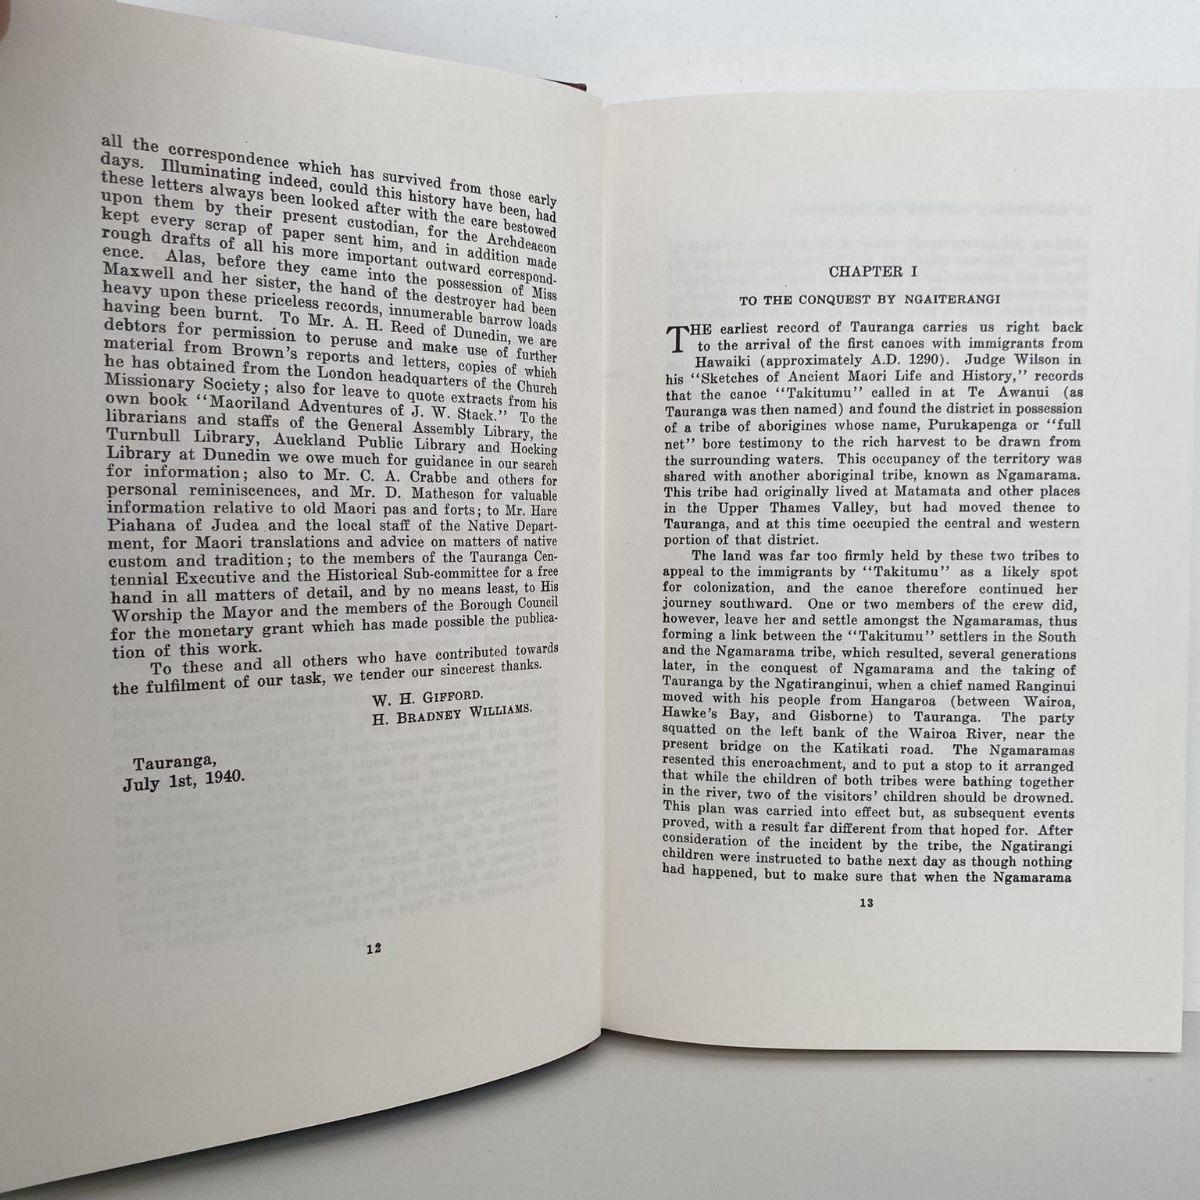 all the correspondence which has survived from those early
days. Illuminating indeed, could this history have been, had
these letters always been looked after with the care bestowed
upon them by their present custodian, for the Archdeacon
kept every scrap of paper sent him, and in addition made
rough drafts of all his more important outward correspond-
ence. Alas, before they came into the possession of Miss
Maxwell and her sister, the hand of the destroyer had been
heavy upon these priceless records, innumerable barrow loads
having been burnt. To Mr. A. H. Reed of Dunedin, we are
debtors for permission to peruse and make use of further
material from Brown's reports and letters, copies of which
he has obtained from the London headquarters of the Church
Missionary Society; also for leave to quote extracts from his
own book "Maoriland Adventures of J. W. Stack." To the
librarians and staffs of the General Assembly Library, the
Turnbull Library, Auckland Public Library and Hocking
Library at Dunedin we owe much for guidance in our search
for information; also to Mr. C. A. Crabbe and others for
personal reminiscences, and Mr. D. Matheson for valuable
information relative to old Maori pas and forts; to Mr. Hare
Piahana of Judea and the local staff of the Native Depart-
ment, for Maori translations and advice on matters of native
custom and tradition; to the members of the Tauranga Cen-
tennial Executive and the Historical Sub-committee for a free
hand in all matters of detail, and by no means least, to His
Worship the Mayor and the members of the Borough Council
for the monetary grant which has made possible the publica-
tion of this work.
To these and all others who have contributed towards
the fulfilment of our task, we tender our sincerest thanks.
W. H. GIFFORD.
H. BRADNEY WILLIAMS.
Tauranga,
July 1st, 1940.
12
CHAPTER I
TO THE CONQUEST BY NGAITERANGI
THE earliest record of Tauranga carries us right back
to the arrival of the first canoes with immigrants from
Hawaiki (approximately A.D. 1290). Judge Wilson in
his "Sketches of Ancient Maori Life and History," records
that the canoe "Takitumu" called in at Te Awanui (as
Tauranga was then named) and found the district in possession
of a tribe of aborigines whose name, Purukapenga or "full
net" bore testimony to the rich harvest to be drawn from
the surrounding waters. This occupancy of the territory was
shared with another aboriginal tribe, known as Ngamarama.
This tribe had originally lived at Matamata and other places
in the Upper Thames Valley, but had moved thence to
Tauranga, and at this time occupied the central and western
portion of that district.
The land was far too firmly held by these two tribes to
appeal to the immigrants by "Takitumu" as a likely spot
for colonization, and the canoe therefore continued her
journey southward. One or two members of the crew did,
however, leave her and settle amongst the Ngamaramas, thus
forming a link between the "Takitumu" settlers in the South
and the Ngamarama tribe, which resulted, several generations
later, in the conquest of Ngamarama and the taking of
Tauranga by the Ngatiranginui, when a chief named Ranginui
moved with his people from Hangaroa (between Wairoa,
Hawke's Bay, and Gisborne) to Tauranga. The party
squatted on the left bank of the Wairoa River, near the
present bridge on the Katikati road. The Ngamaramas
resented this encroachment, and to put a stop to it arranged
that while the children of both tribes were bathing together
in the river, two of the visitors' children should be drowned.
This plan was carried into effect but, as subsequent events
proved, with a result far different from that hoped for. After
consideration of the incident by the tribe, the Ngatirangi
children were instructed to bathe next day as though nothing
had happened, but to make sure that when the Ngamarama
13